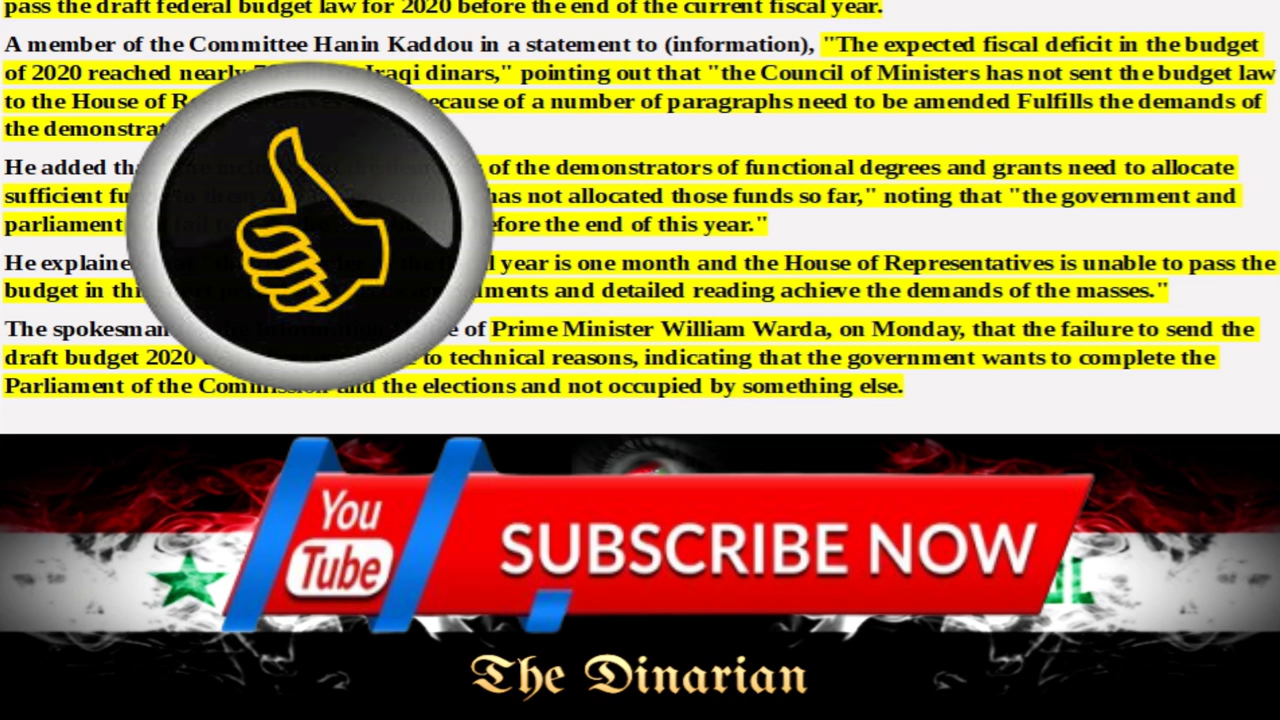 pass the draft federal budget law for 2020 before the end of the current fiscal year.
A member of the Committee Hanin Kaddou in a statement to (information), "The expected fiscal deficit in the budget
of 2020 reached nearly Iraqi dinars," pointing out that "the Council of Ministers has not sent the budget law
to the House of because of a number of paragraphs need to be amended Fulfills the demands of
the
He added of the demonstrators of functional degrees and grants need to allocate
sufficient has not allocated those funds so far," noting that "the government and
parliament before the end of this year."
He year is one month and the House of Representatives is unable to pass the
budget in and detailed reading achieve the demands of the masses."
The spokesman of Prime Minister William Warda, on Monday, that the failure to send the
draft budget 2020 to technical reasons, indicating that the government wants to complete the
Parliament of the Commission and the elections and not occupied by something else.
You
Tube
SUBSCRIBE NOW
The Dinarian